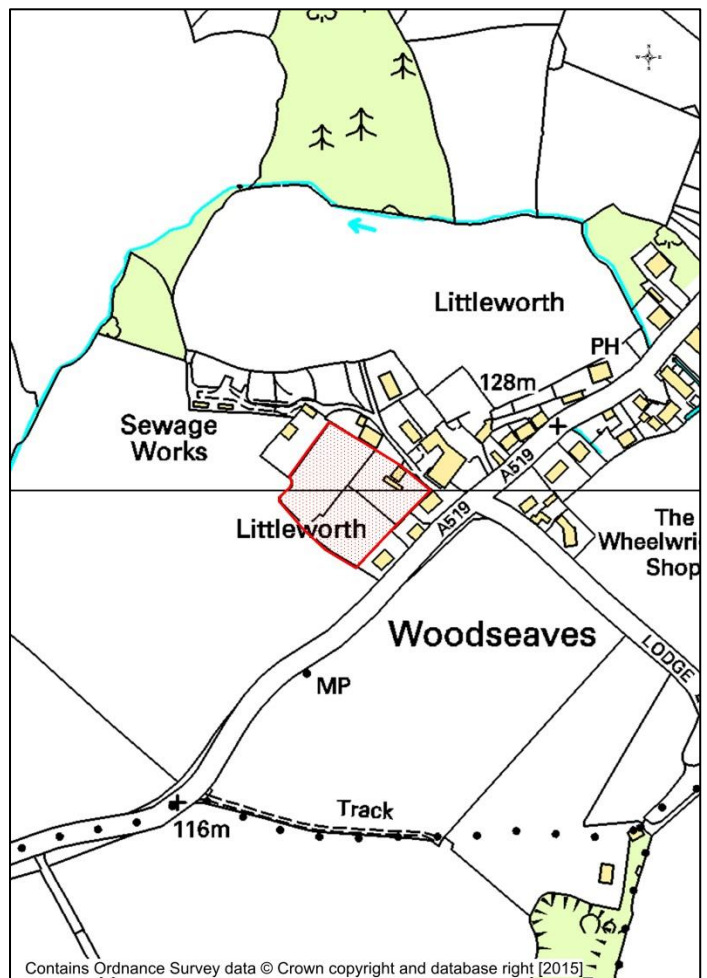 N
W E
S
Littleworth
PH
128m
Sewage
Works
A519
Littleworth
A519
The
Wheelwri
Shop
Woodseaves
LODGE
MP
Track
116m
Contains Ordnance Survey data © Crown copyright and database right [2015]